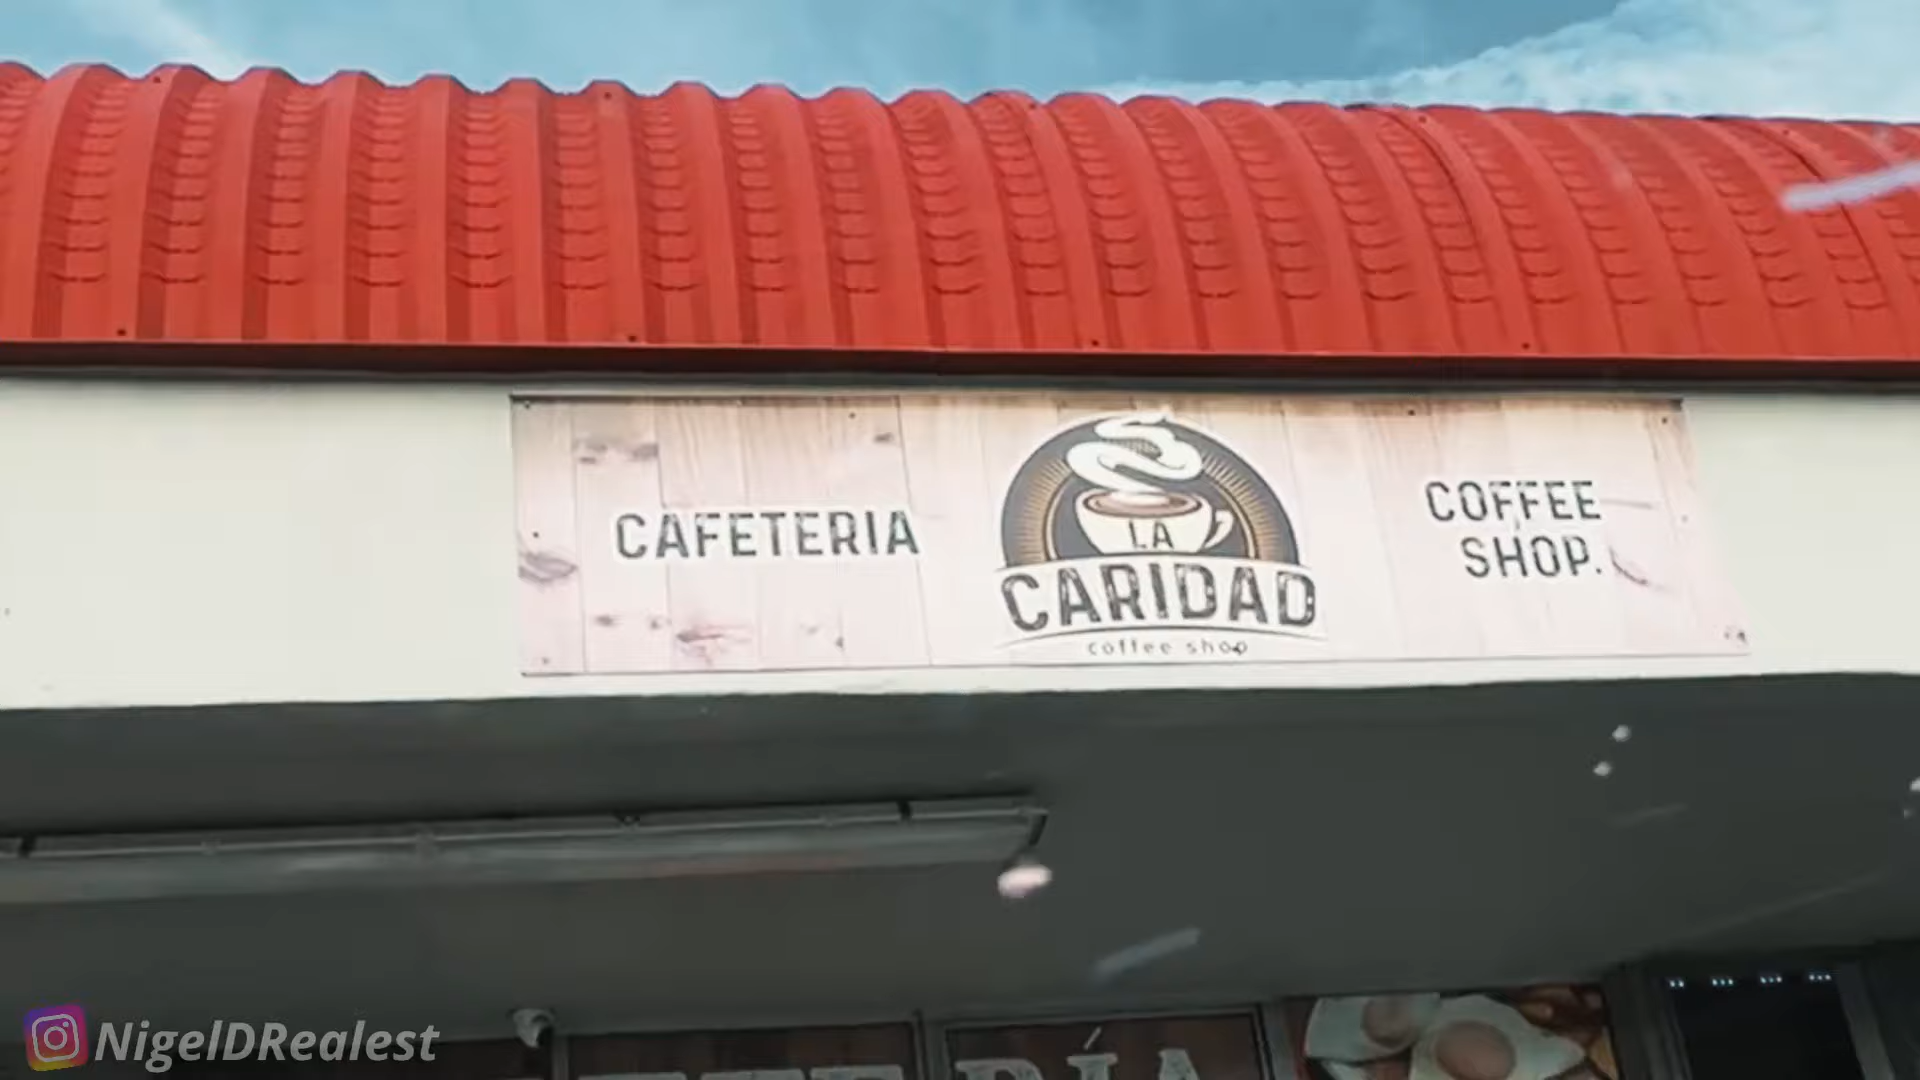 CAFETERIA
LA
CARIDAD
coffee shop
COFFEE
SHOP.
NigelDRealest